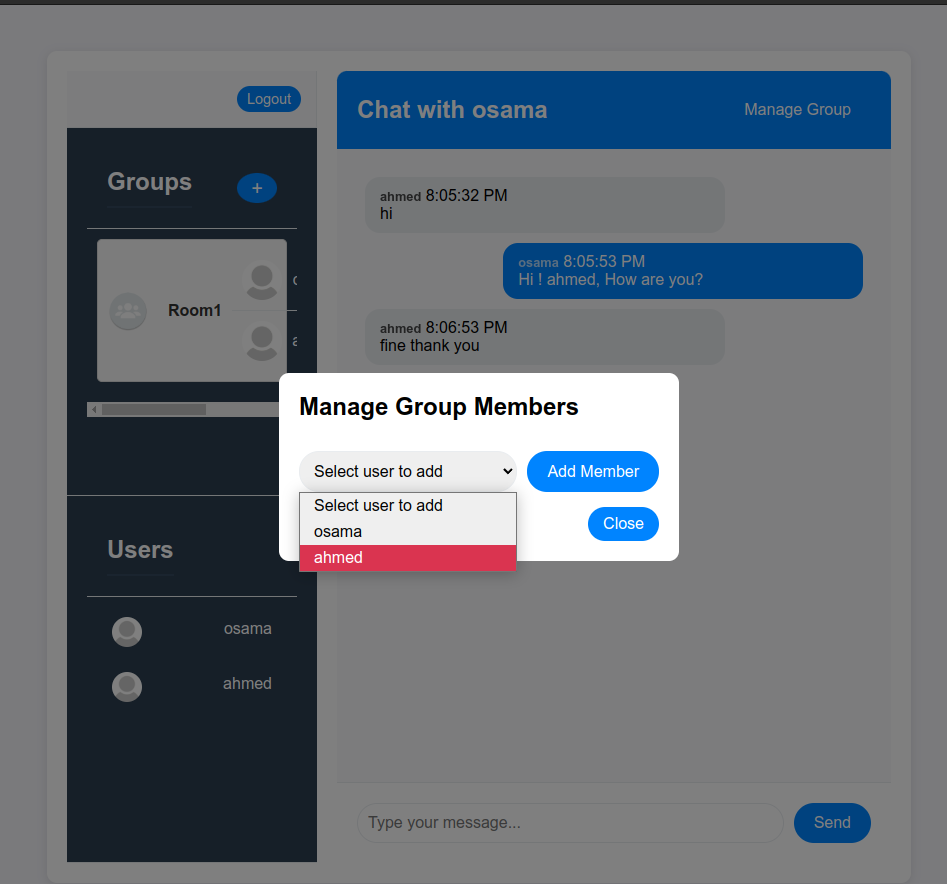 Logout
Groups
+
Room1
Users
osama
ahmed
Chat with osama
Manage Group
ahmed 8:05:32 PM
hi
osama 8:05:53 PM
Hi ! ahmed, How are you?
ahmed 8:06:53 PM
fine thank you
Manage Group Members
Select user to add
Add Member
Select user to add
osama
ahmed
Close
Type your message...
Send